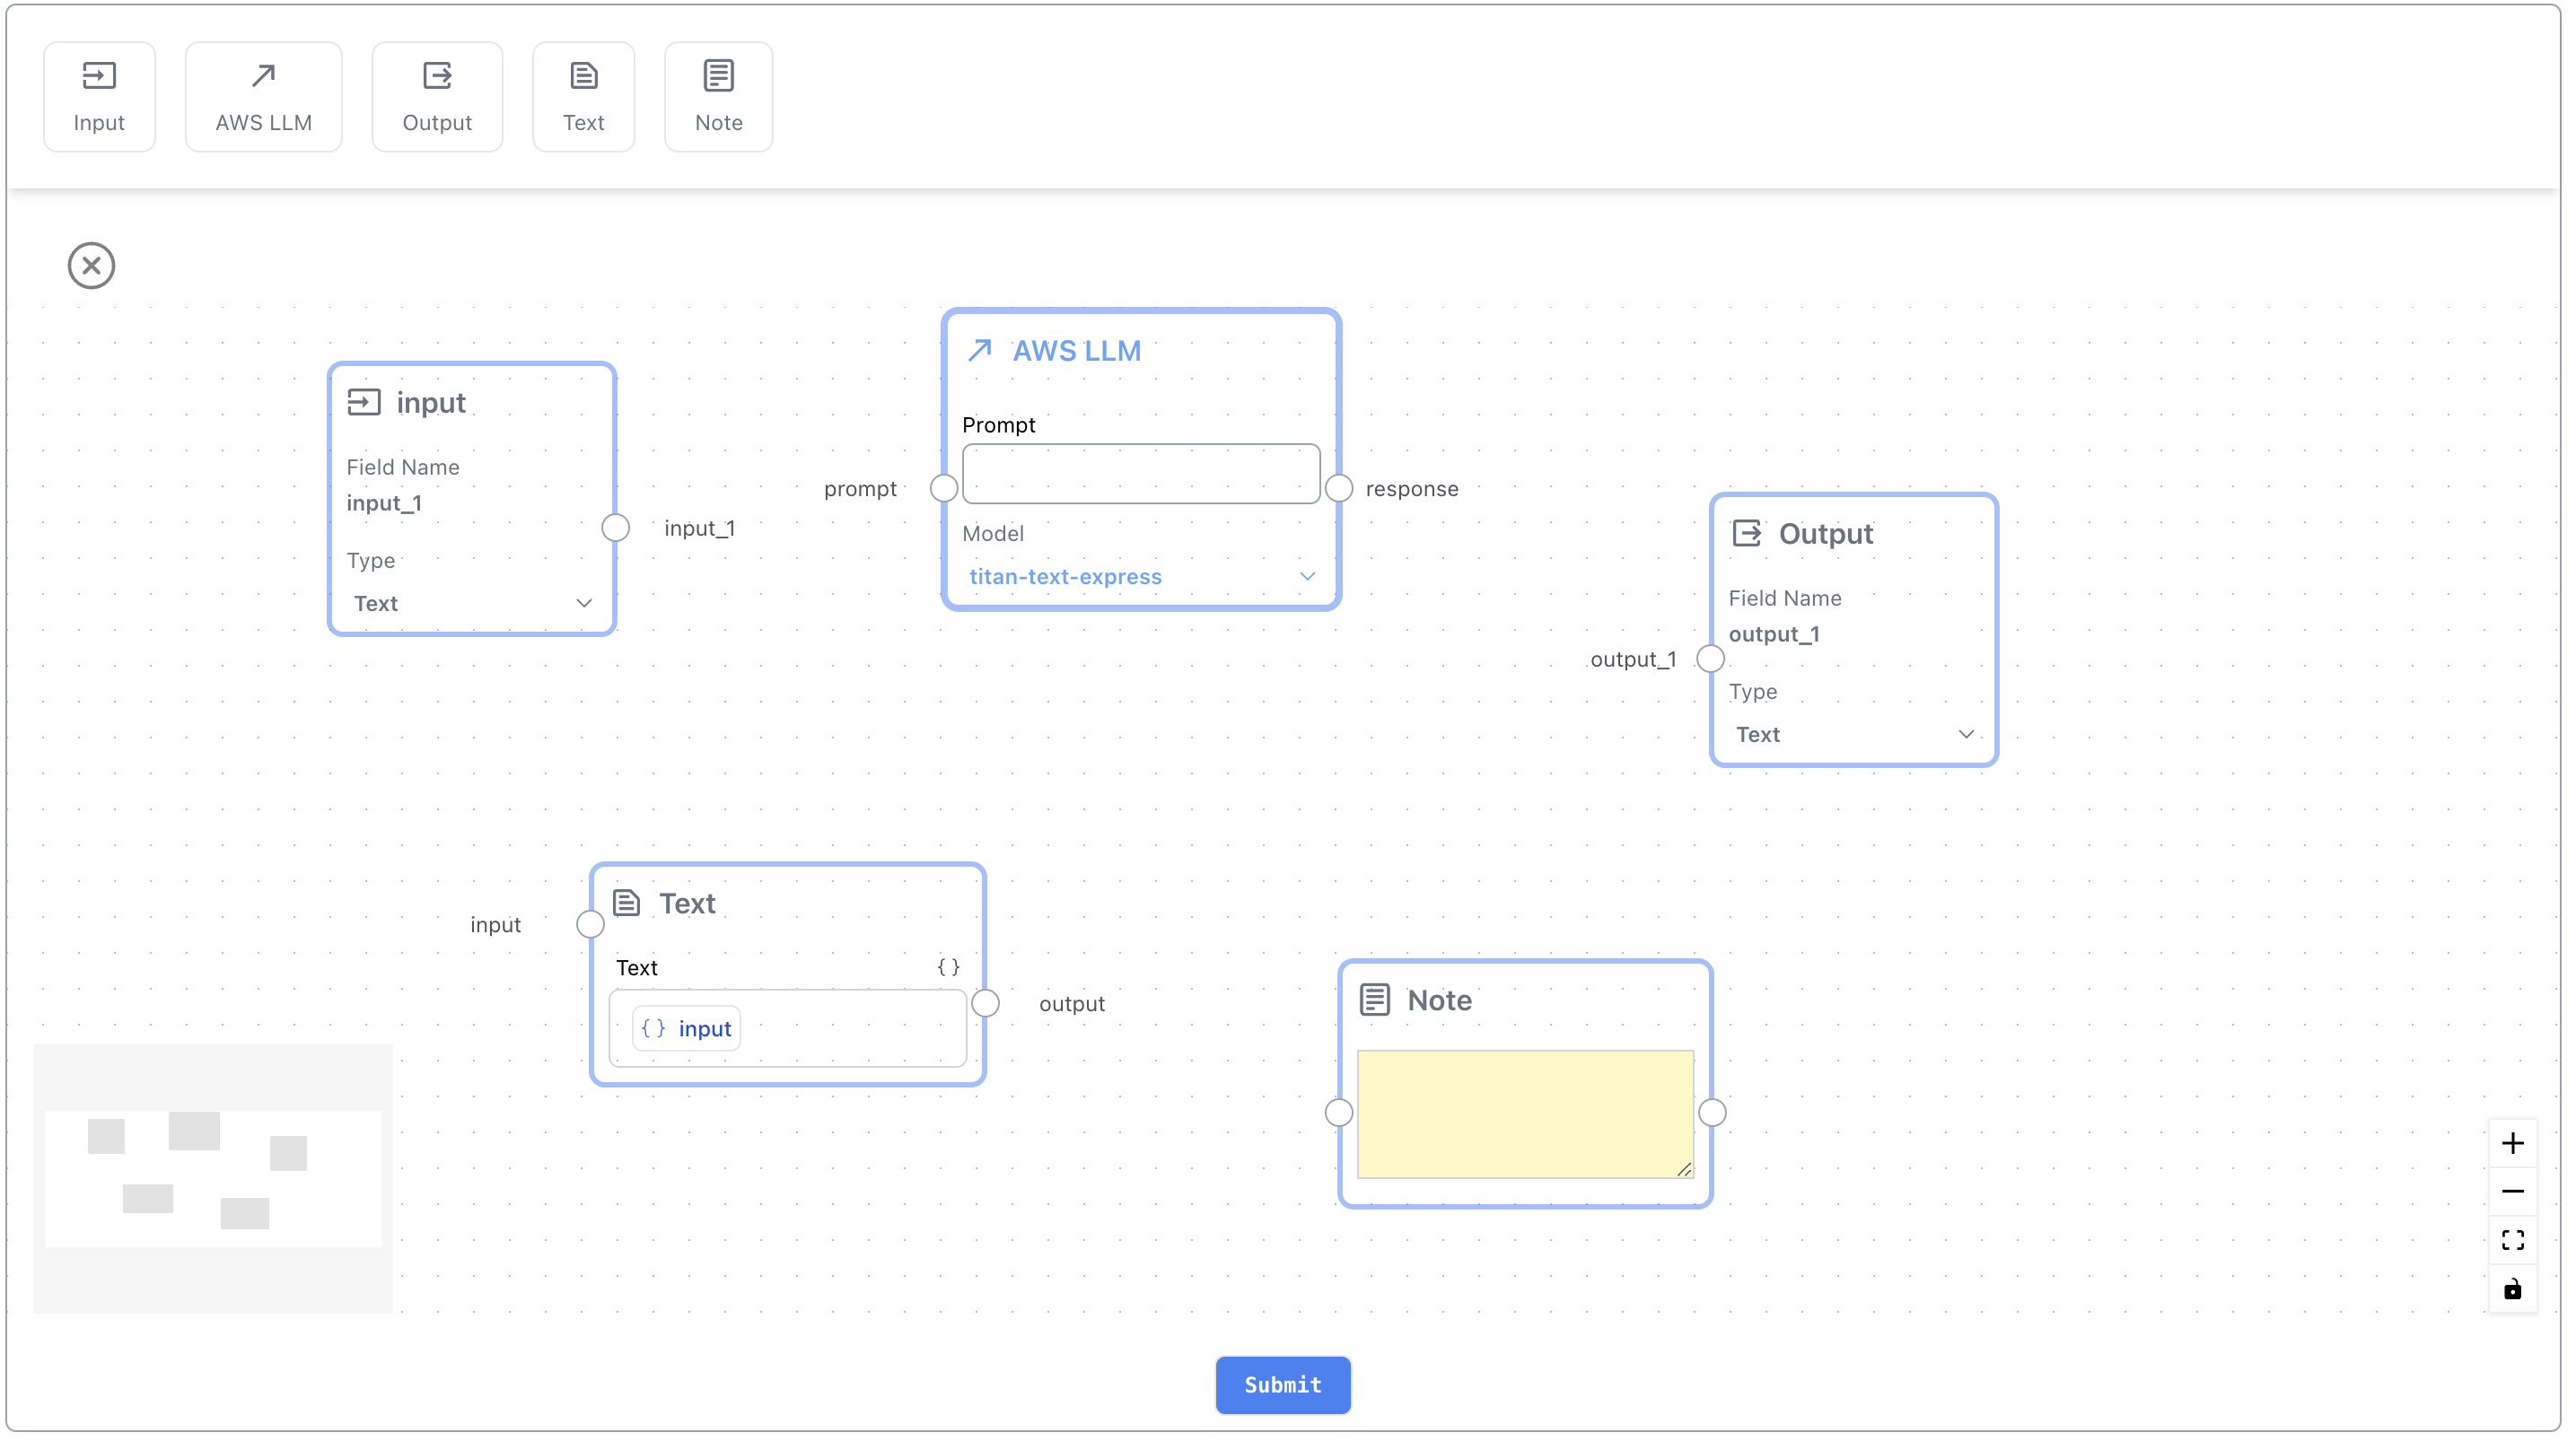 Input
AWS LLM
Output
Text
Note
input
Field Name
input_1
Type
Text
input_1
AWS LLM
Prompt
prompt
response
Model
titan-text-express
Output
Field Name
output_1
output_1
Type
Text
Text
input
Text
{ }
{ } input
output
Note
Submit